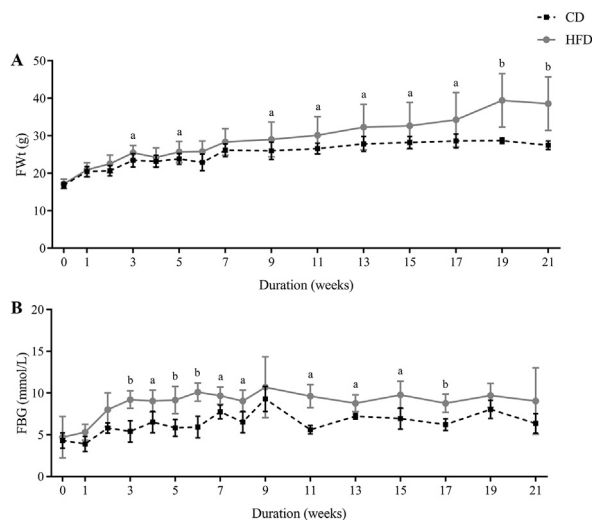 CD
HFD
A
50
40
30
20
10
0
FWt (g)
a a a a a a a b b
0 1 3 5 7 9 11 13 15 17 19 21
Duration (weeks)
B
20
15
10
5
0
FBG (mmol/L)
b a b b a a a a a b
0 1 3 5 7 9 11 13 15 17 19 21
Duration (weeks)